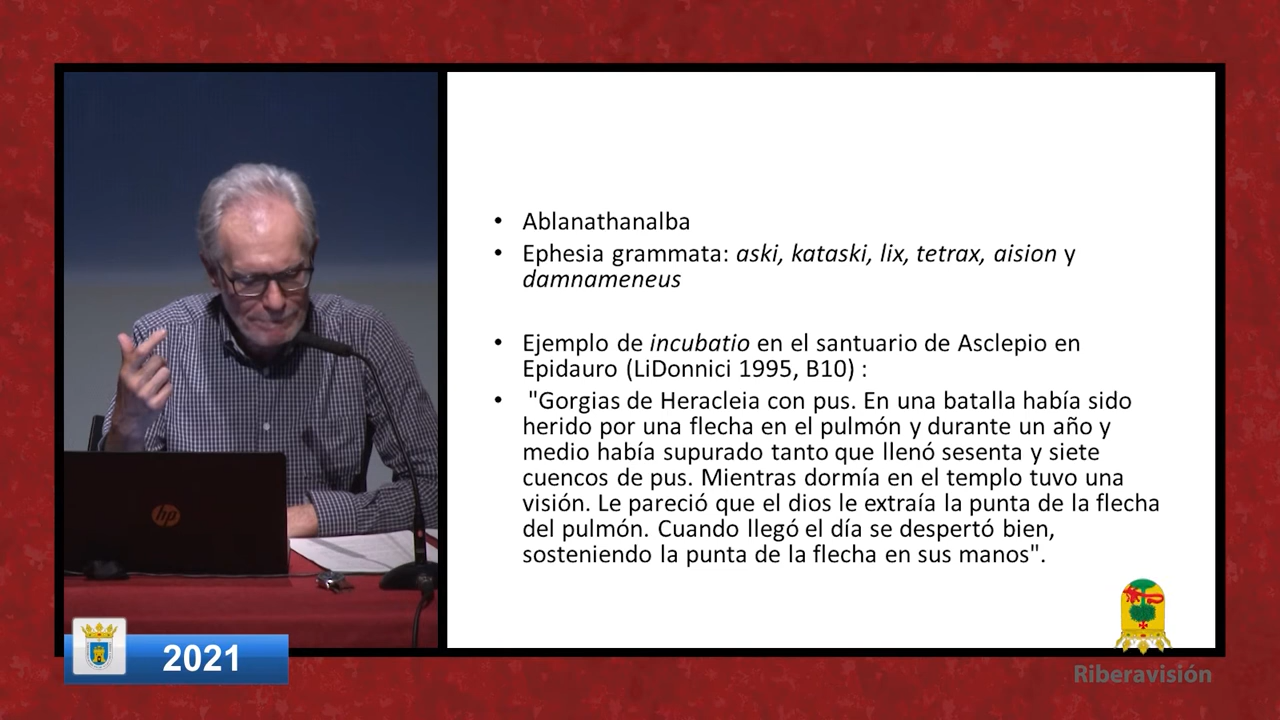 • Ablanathanalba
• Ephesia grammata: aski, kataski, lix, tetrax, aision y
damnameneus
• Ejemplo de incubatio en el santuario de Asclepio en
Epidauro (LiDonnici 1995, B10) :
• "Gorgias de Heracleia con pus. En una batalla había sido
herido por una flecha en el pulmón y durante un año y
medio había supurado tanto que llenó sesenta y siete
cuencos de pus. Mientras dormía en el templo tuvo una
visión. Le pareció que el dios le extraía la punta de la flecha
del pulmón. Cuando llegó el día se despertó bien,
sosteniendo la punta de la flecha en sus manos".
hp
2021
Riberavisión